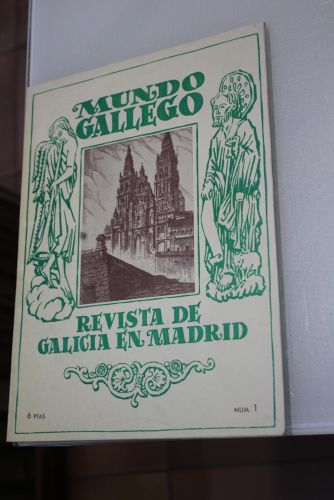 MUNDO
GALLEGO
REVISTA DE
GALICIA EN MADRID
6 PTAS.
NUM. 1